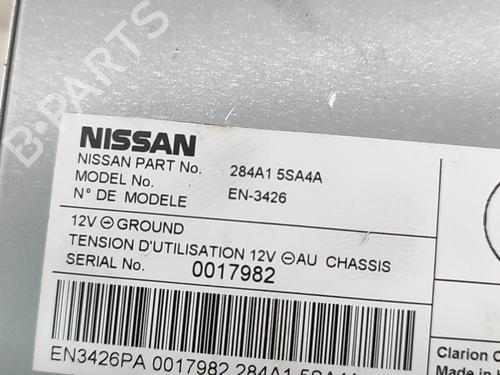 B-PARTS
NISSAN
NISSAN PART No. 284A1 5SA4A
MODEL No. EN-3426
N° DE MODELE
12V ⊖ GROUND
TENSION D'UTILISATION 12V ⊖ AU CHASSIS
SERIAL No. 0017982
EN3426PA 0017982 284A1 5SA4A
Clarion C
Made in